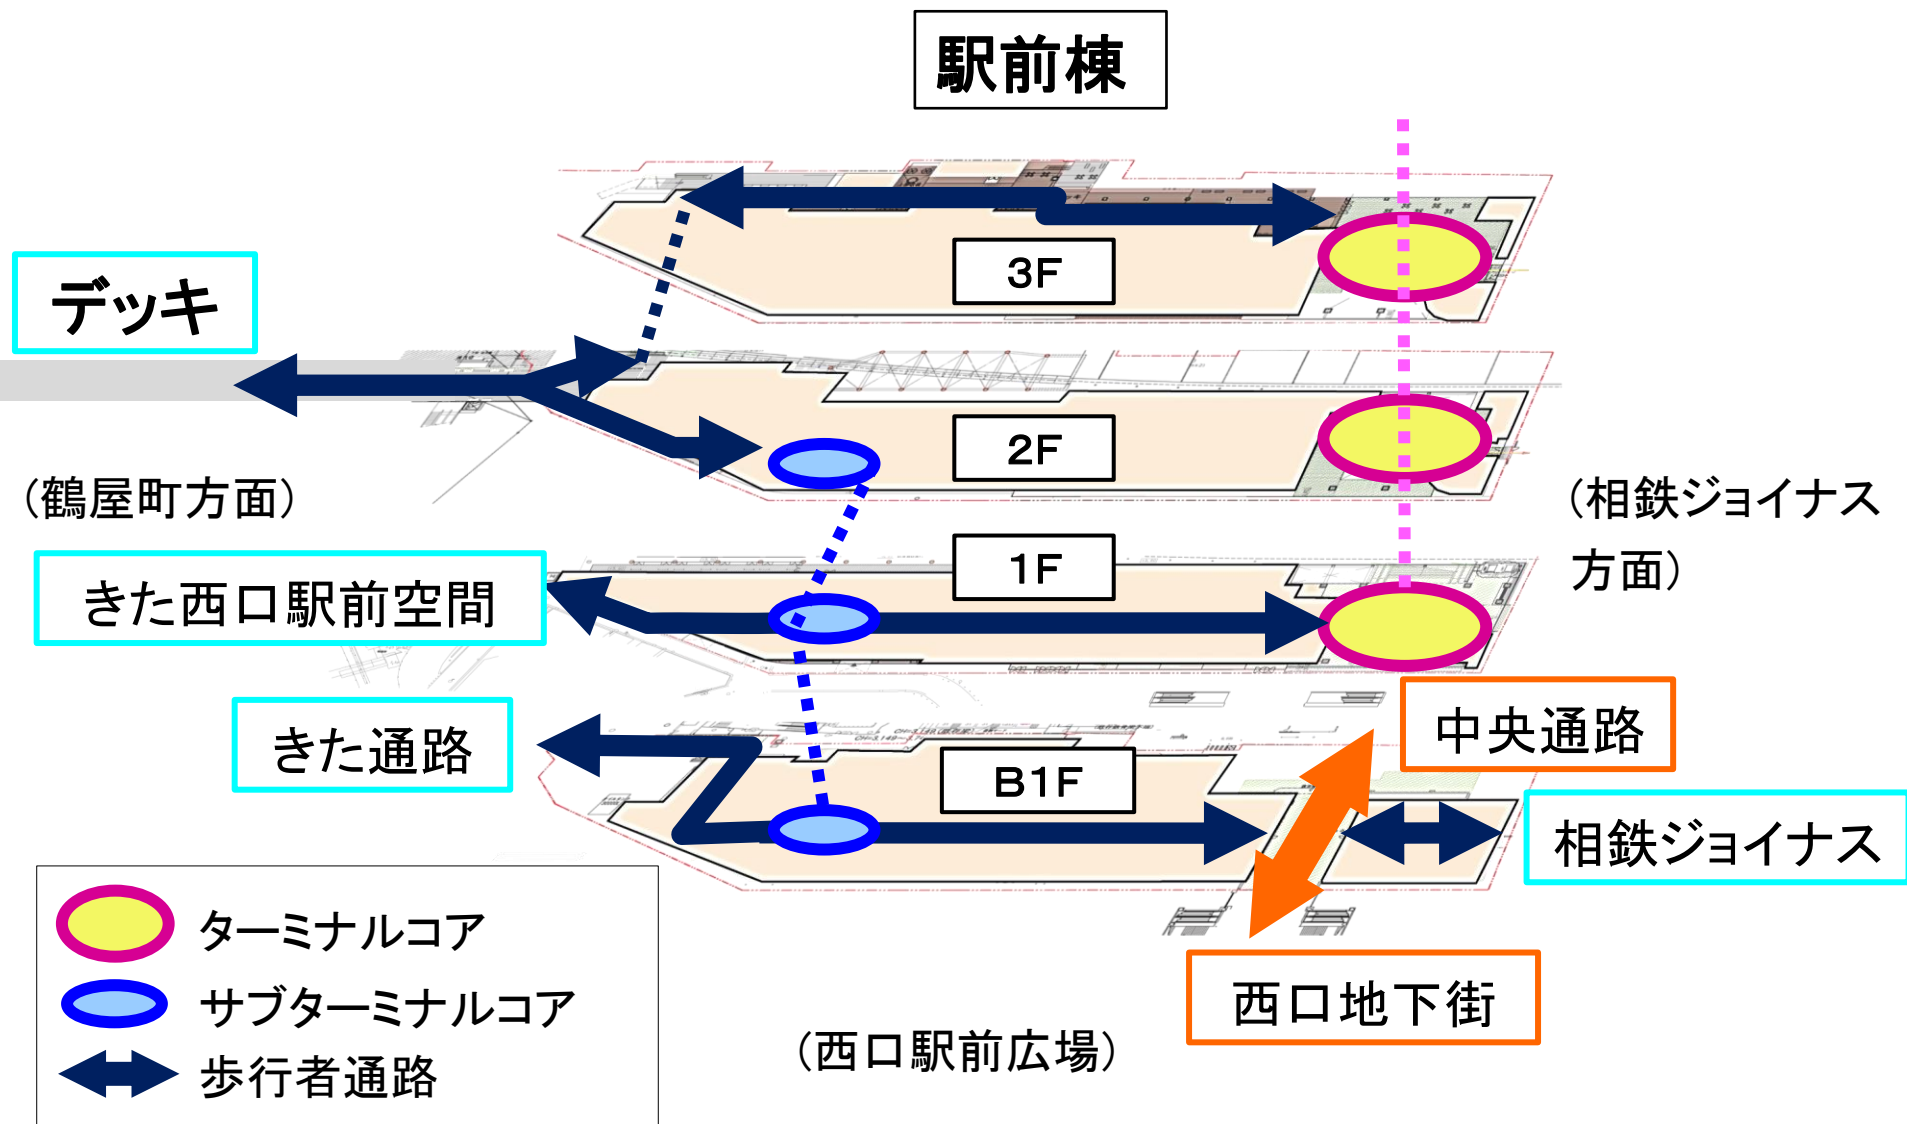 駅前棟
3F
デッキ
2F
(鶴屋町方面)
(相鉄ジョイナス
方面)
1F
きた西口駅前空間
きた通路
中央通路
B1F
相鉄ジョイナス
ターミナルコア
サブターミナルコア
歩行者通路
西口地下街
(西口駅前広場)